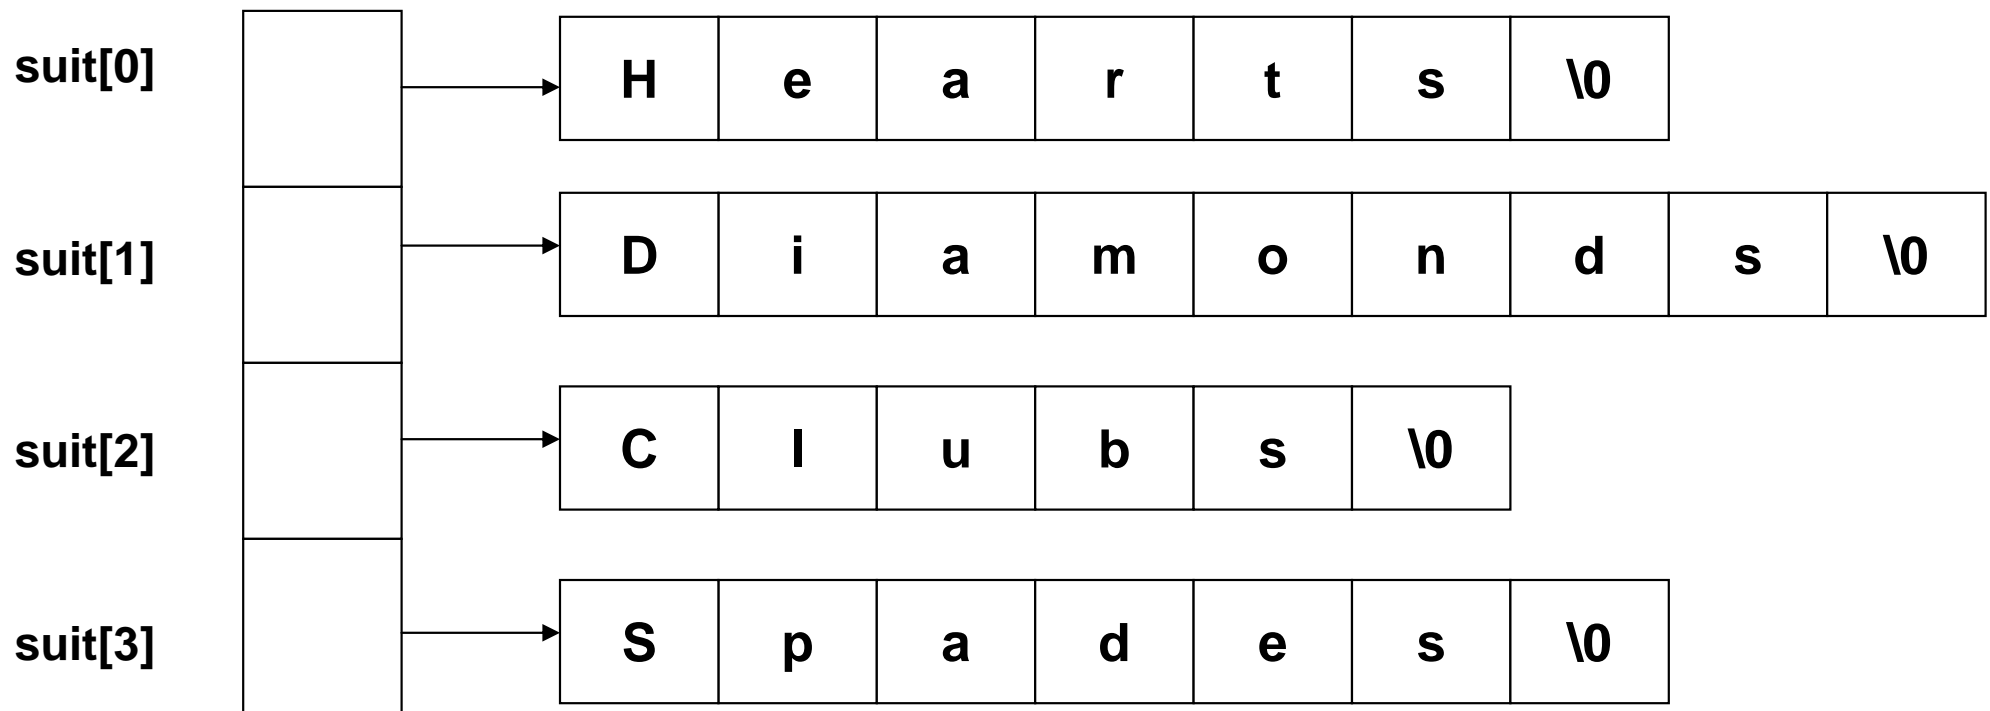 suit[0] H e a r t s \0
suit[1] D i a m o n d s \0
suit[2] C l u b s \0
suit[3] S p a d e s \0